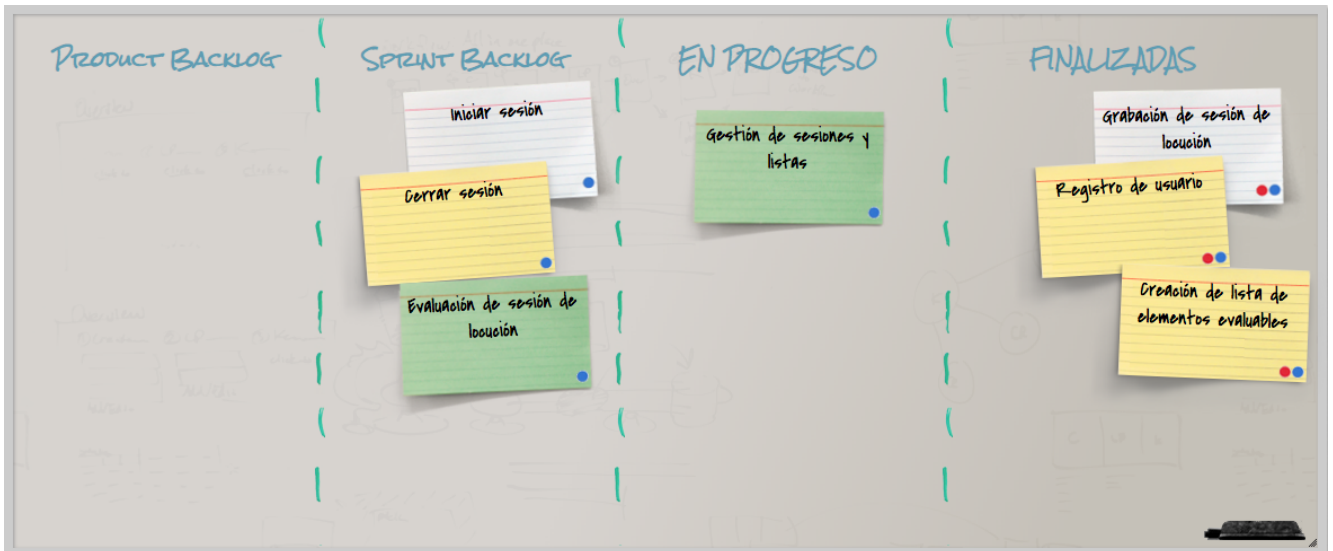 PRODUCT BACKLOG
SPRINT BACKLOG
EN PROGRESO
FINALIZADAS
Iniciar sesión
Cerrar sesión
Evaluación de sesión de
locución
Gestión de sesiones y
listas
Grabación de sesión de
locución
Registro de usuario
Creación de lista de
elementos evaluables